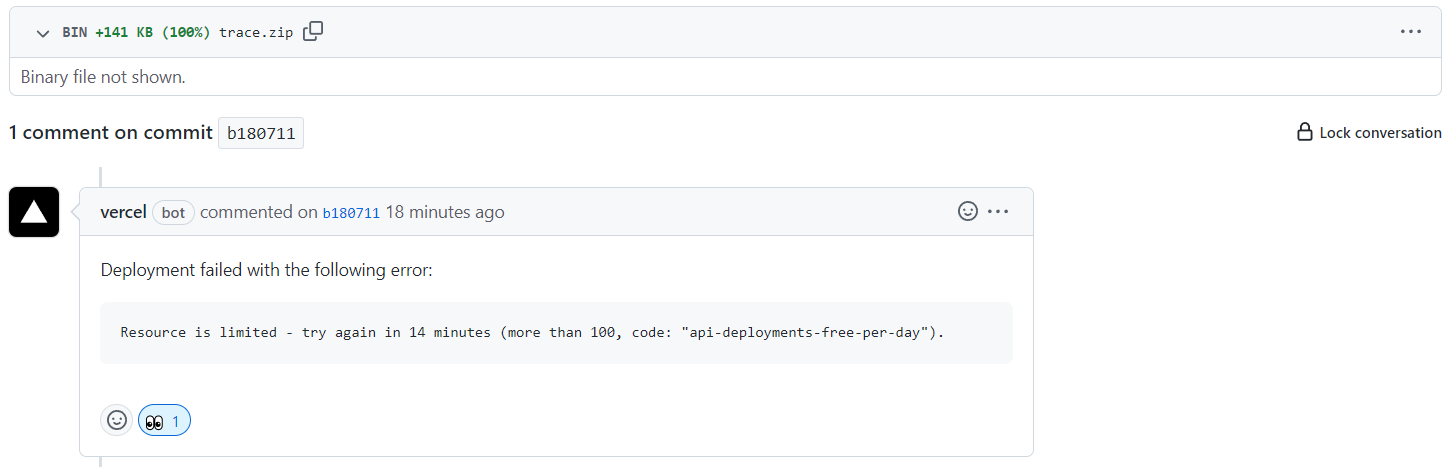 BIN +141 KB (100%) trace.zip
Binary file not shown.
1 comment on commit b180711
Lock conversation
vercel bot commented on b180711 18 minutes ago
Deployment failed with the following error:
Resource is limited - try again in 14 minutes (more than 100, code: "api-deployments-free-per-day").
1